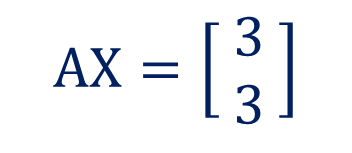 AX = [3
3]